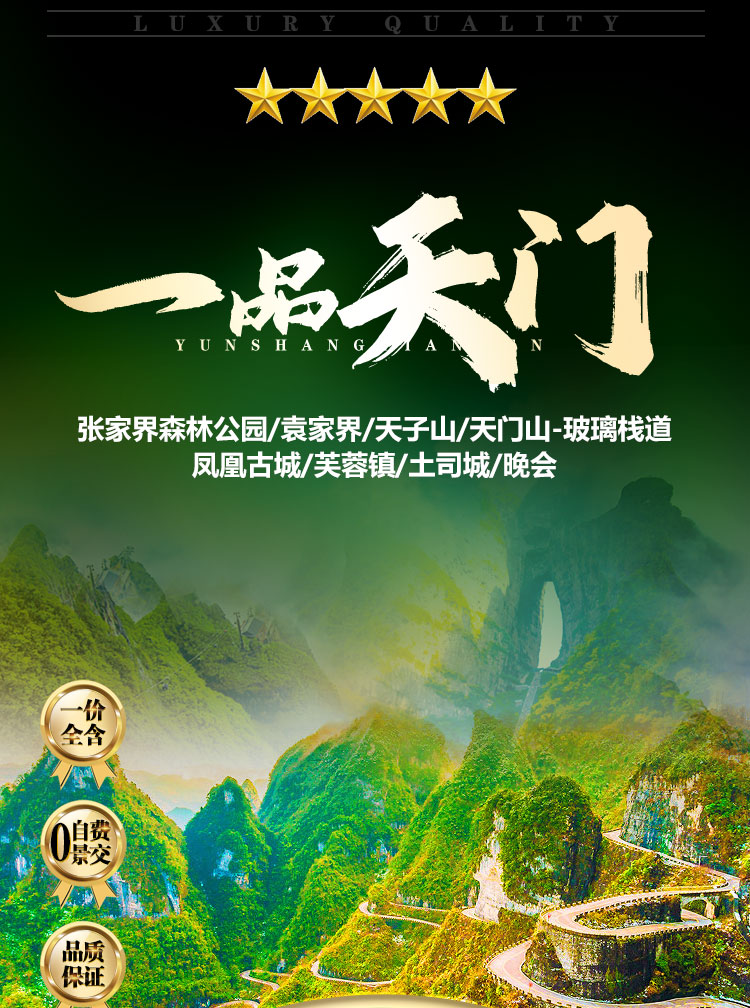 LUXURY QUALITY
一品天门
张家界森林公园/袁家界/天子山/天门山-玻璃栈道
凤凰古城/芙蓉镇/土司城/晚会
一价
全含
0自费
景交
品质
保证